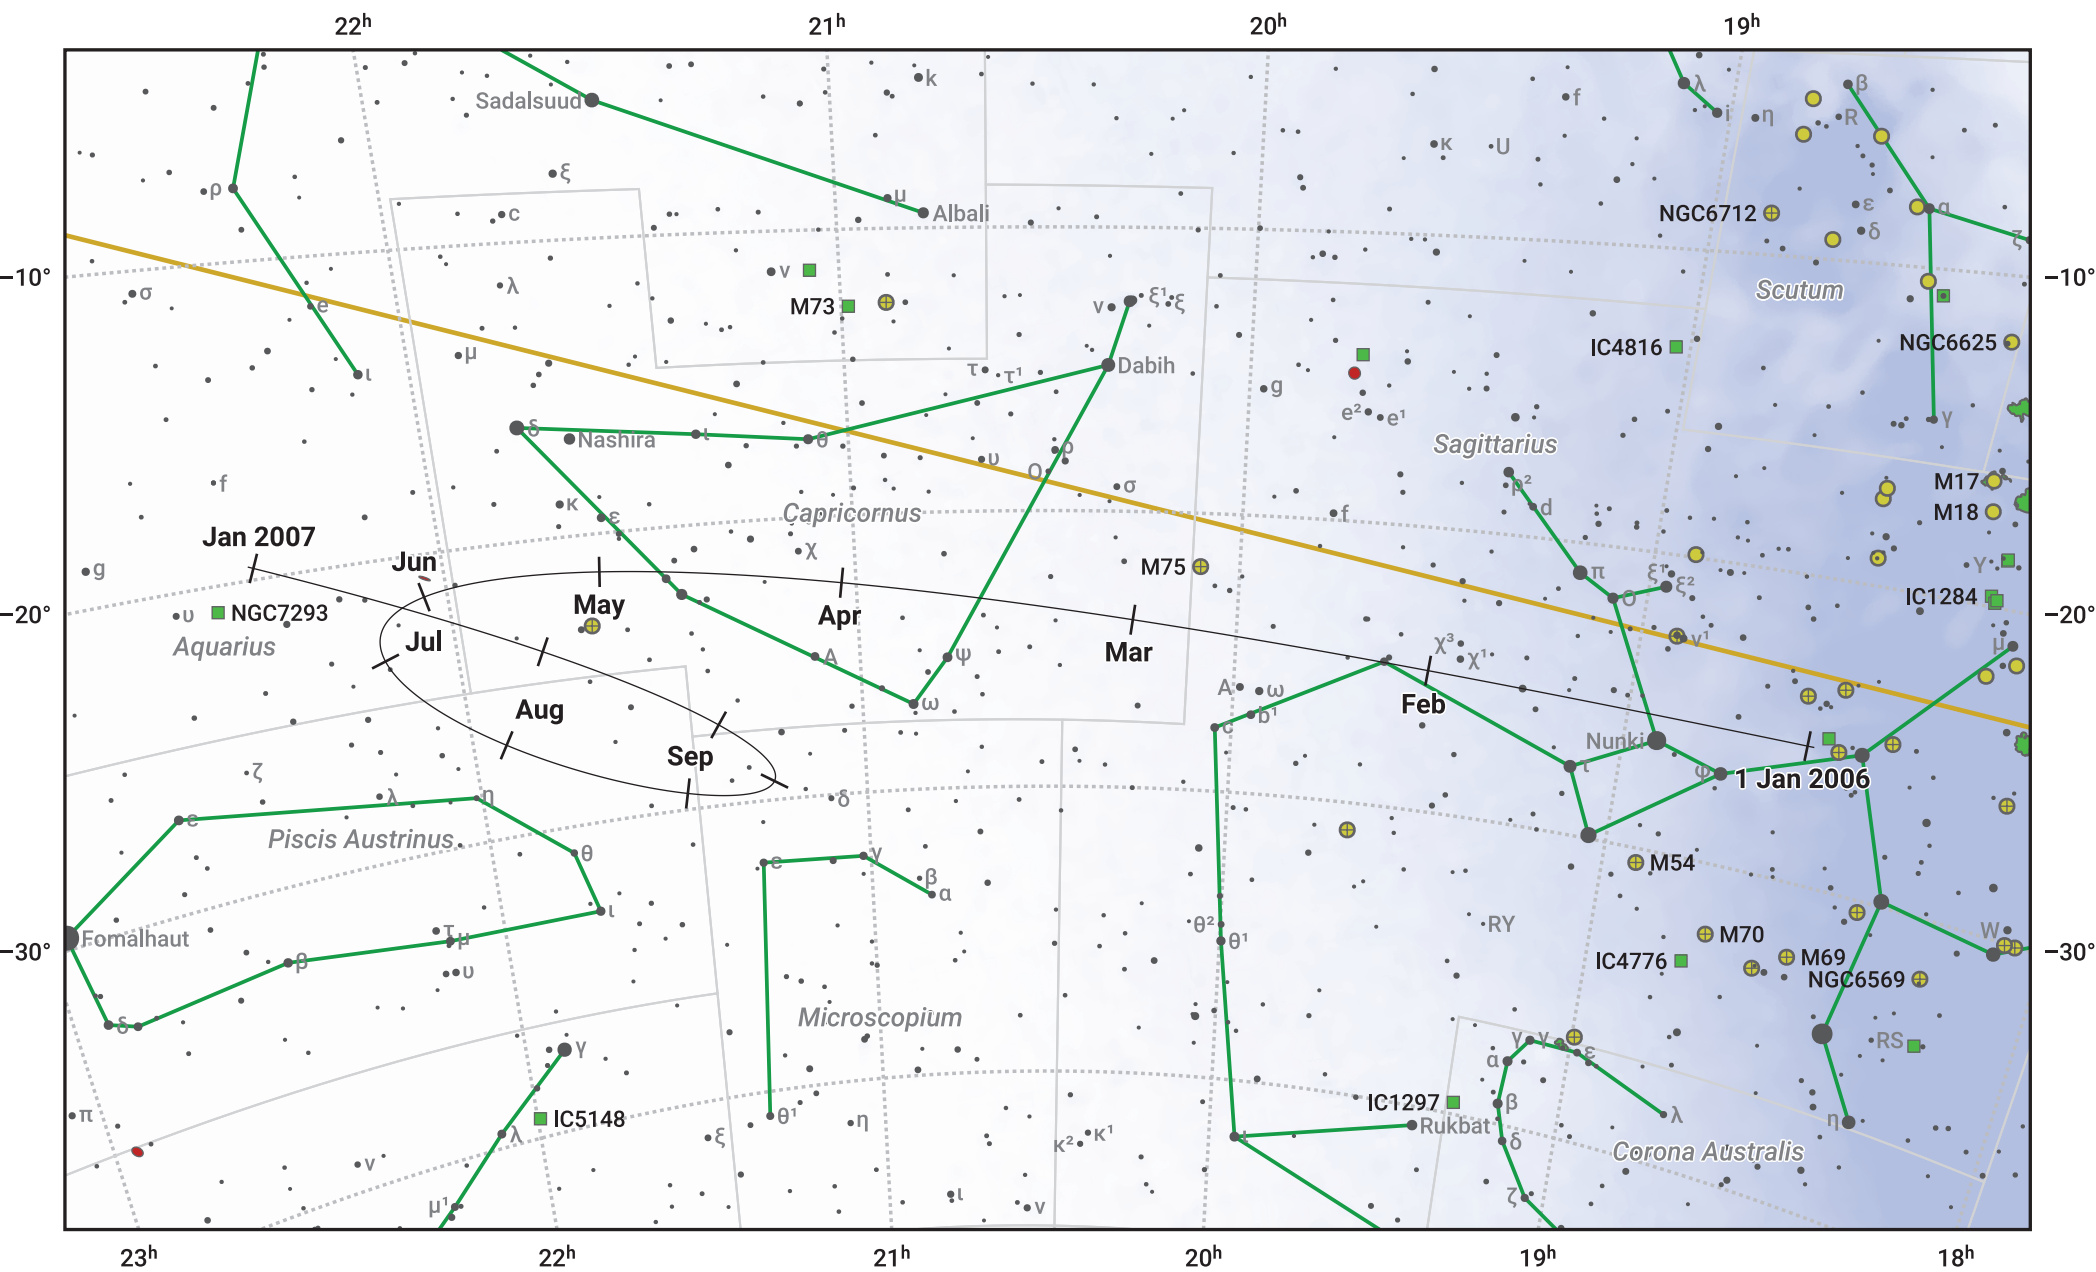 22ʰ 21ʰ 20ʰ 19ʰ
k
Sadalsuud
f
λ
i
η
β
R
κ
U
ρ
ξ
c
μ
Albali
NGC6712
ε
δ
α
ζ
−10°
λ
ν
M73
σ
e
ν
ξ¹
ξ
Scutum
−10°
μ
ι
τ
τ¹
Dabih
IC4816
NGC6625
g
e²
e¹
γ
δ
Nashira
ι
θ
υ
ο
ρ
Sagittarius
f
κ
ε
Capricornus
σ
f
ρ²
d
M17
M18
Jan 2007
Jun
χ
M75
g
π
ξ¹
ξ²
ο
Y
IC1284
May
Apr
−20°
υ
NGC7293
Aquarius
Jul
Mar
A
ψ
χ³
χ¹
ν¹
μ
−20°
Aug
ω
Feb
A
ω
b¹
c
Sep
Nunki
τ
φ
1 Jan 2006
ζ
λ
η
δ
ε
Piscis Austrinus
θ
ε
γ
β
α
M54
ι
Fomalhaut
τ
μ
β
υ
θ²
θ¹
RY
M70
IC4776
M69
NGC6569
W
−30°
−30°
δ
Microscopium
γ
γ
γ
ε
α
RS
π
IC5148
λ
θ¹
η
ξ
κ²
κ¹
IC1297
Rukbat
ι
β
δ
λ
η
Corona Australis
ν
μ¹
ι
ν
ζ
23ʰ 22ʰ 21ʰ 20ʰ 19ʰ 18ʰ